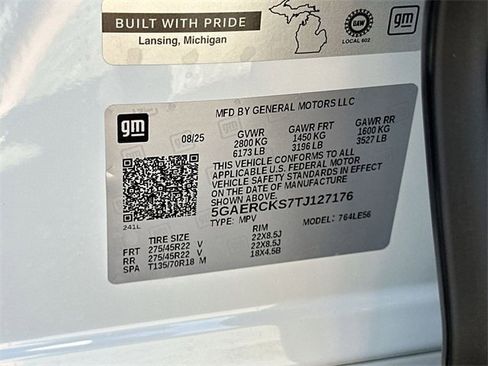 BUILT WITH PRIDE
Lansing, Michigan
UAW
LOCAL 602
gm
MFD BY GENERAL MOTORS LLC
gm
08/25
GVWR GAWR FRT GAWR RR
2800 KG 1450 KG 1600 KG
6173 LB 3196 LB 3527 LB
THIS VEHICLE CONFORMS TO ALL
APPLICABLE U.S. FEDERAL MOTOR
VEHICLE SAFETY STANDARDS IN EFFECT
ON THE DATE OF MANUFACTURE
SHOWN ABOVE.
5GAERCKS7TJ127176
TYPE: MPV MODEL: 764LE56
241L
TIRE SIZE RIM
FRT 275/45R22 V 22X8.5J
RR 275/45R22 V 22X8.5J
SPA T135/70R18 M 18X4.5B